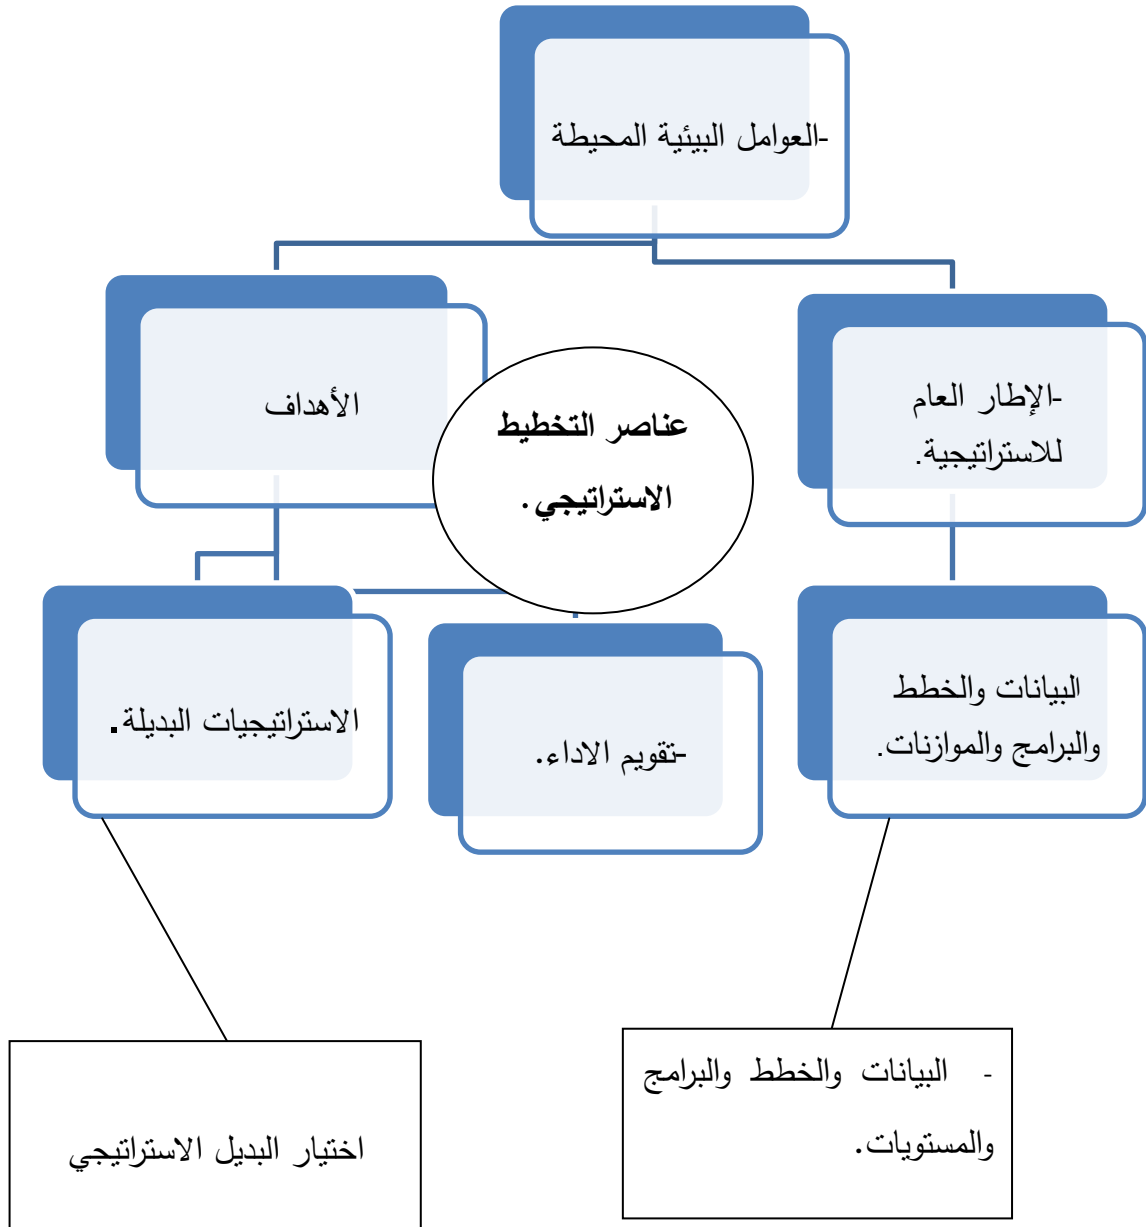 -العوامل البيئية المحيطة
-الإطار العام
للاستراتيجية.
عناصر التخطيط
الاستراتيجي.
الأهداف
البيانات والخطط
والبرامج والموازنات.
-تقويم الاداء.
الاستراتيجيات البديلة.
- البيانات والخطط والبرامج
والمستويات.
اختيار البديل الاستراتيجي